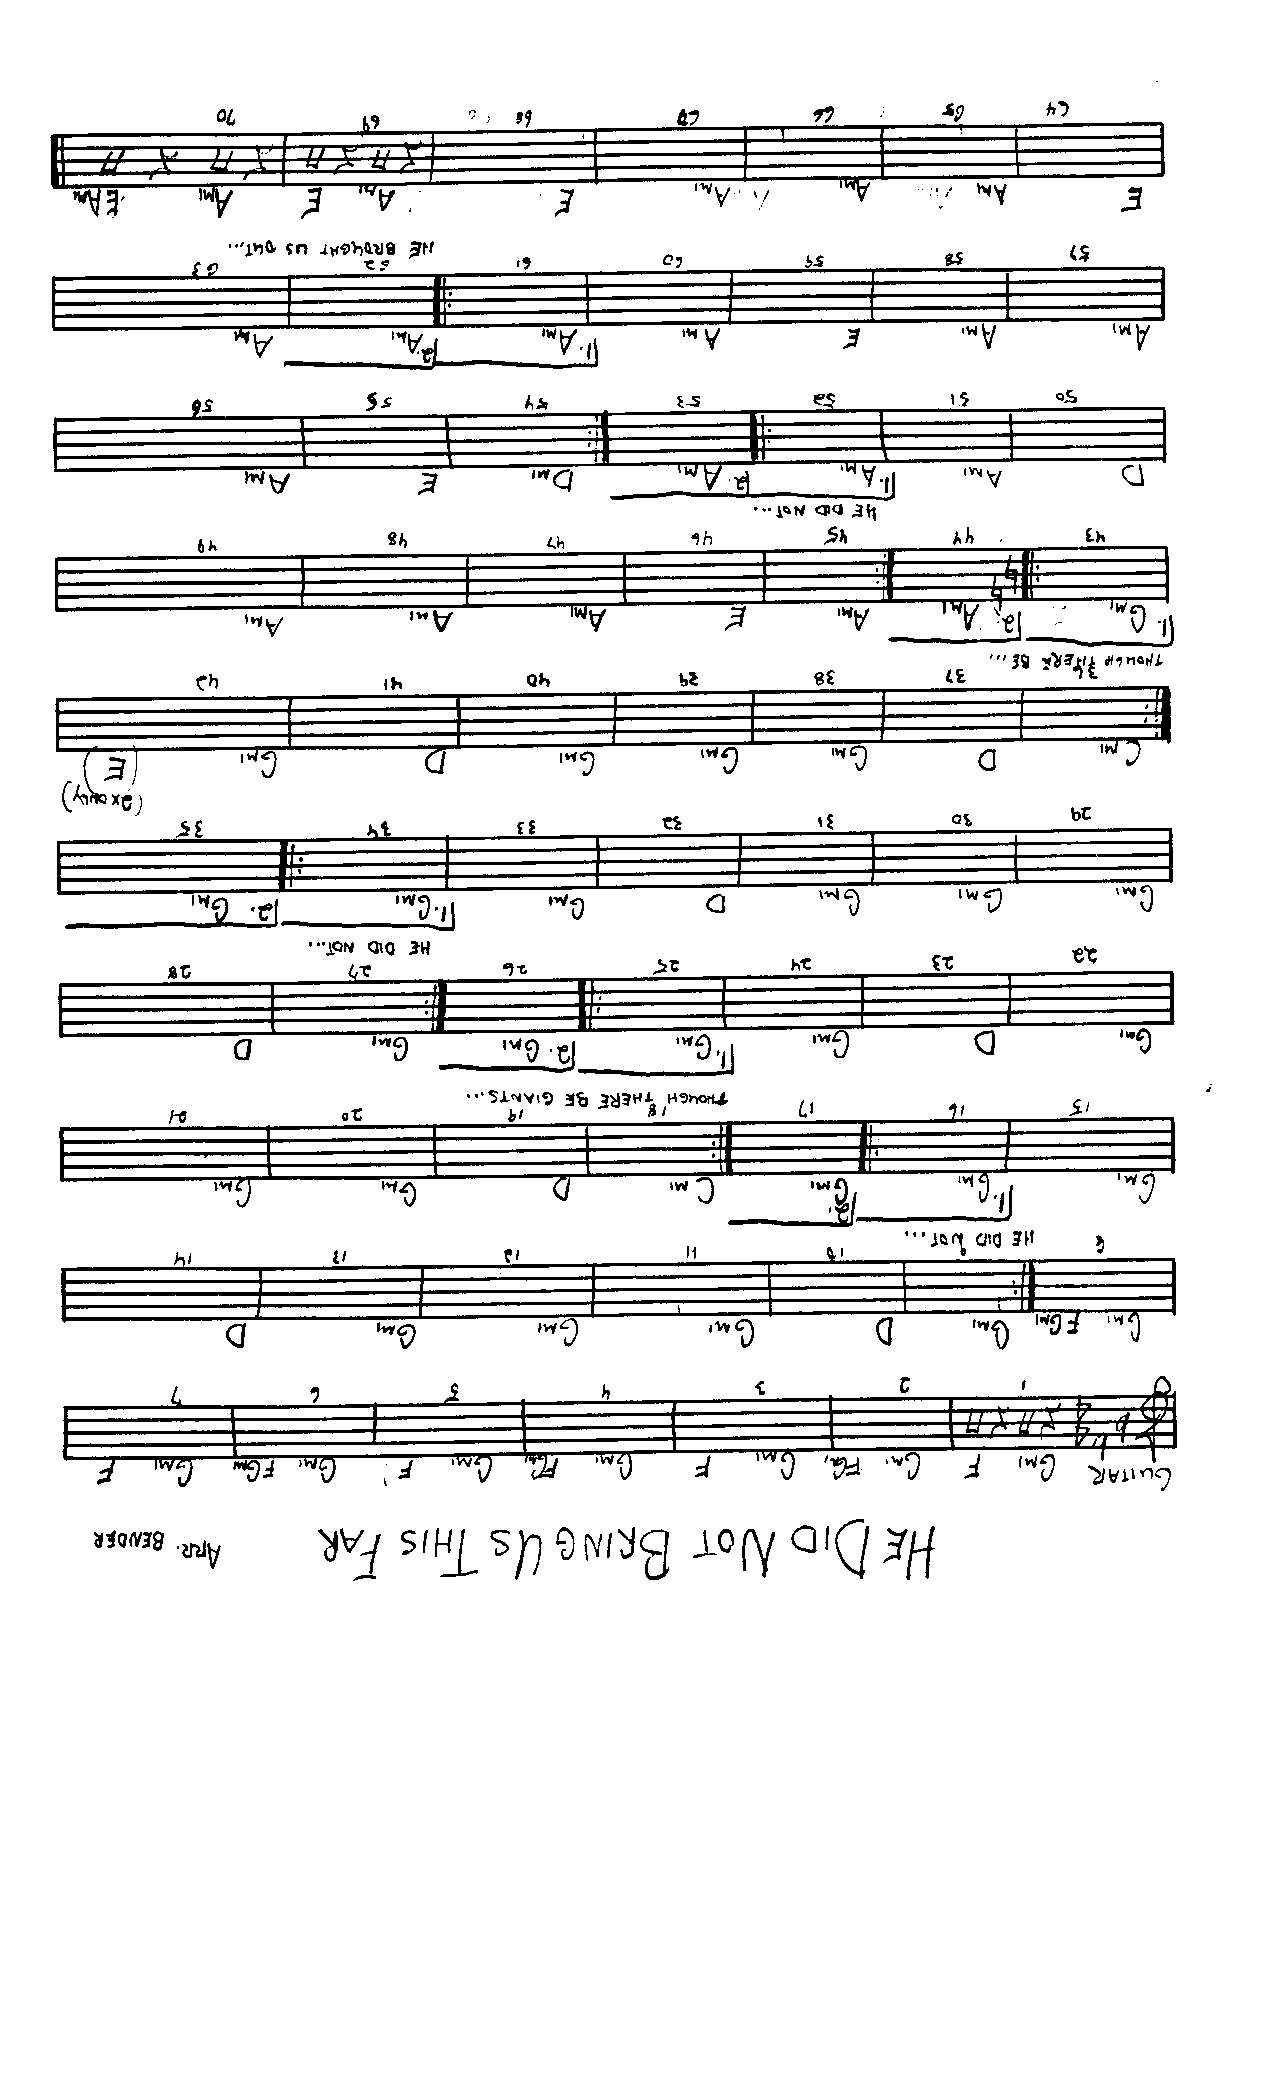 HE DID NOT BRING US THIS FAR ARR. BENDER
GUITAR Gmi F Gmi FGmi Gmi F Gmi FGmi Gmi F Gmi FGmi Gmi F
1 2 3 4 5 6 7
Gmi FGmi Gmi D Gmi Gmi Gmi D
8 9 10 11 12 13 14
HE DID NOT...
Gmi 1. Gmi 2. Gmi Cmi D Gmi Gmi
15 16 17 18 19 20 21
THOUGH THERE BE GIANTS...
Gmi D Gmi 1. Gmi 2. Gmi Gmi D
22 23 24 25 26 27 28
HE DID NOT...
Gmi Gmi Gmi D Gmi 1. Gmi 2. Gmi
29 30 31 32 33 34 35
(2X ONLY)
Cmi D Gmi Gmi Gmi D Gmi (E)
36 37 38 39 40 41 42
THOUGH THERE BE...
1. Gmi 2. Ami Ami E Ami Ami Ami
43 44 45 46 47 48 49
HE DID NOT...
D Ami 1. Ami 2. Ami Dmi E Ami
50 51 52 53 54 55 56
Ami Ami E Ami 1. Ami 2. Ami Ami
57 58 59 60 61 62 63
HE BROUGHT US OUT...
E Ami Ami Ami E Ami E Ami EAmi
64 65 66 67 68 69 70